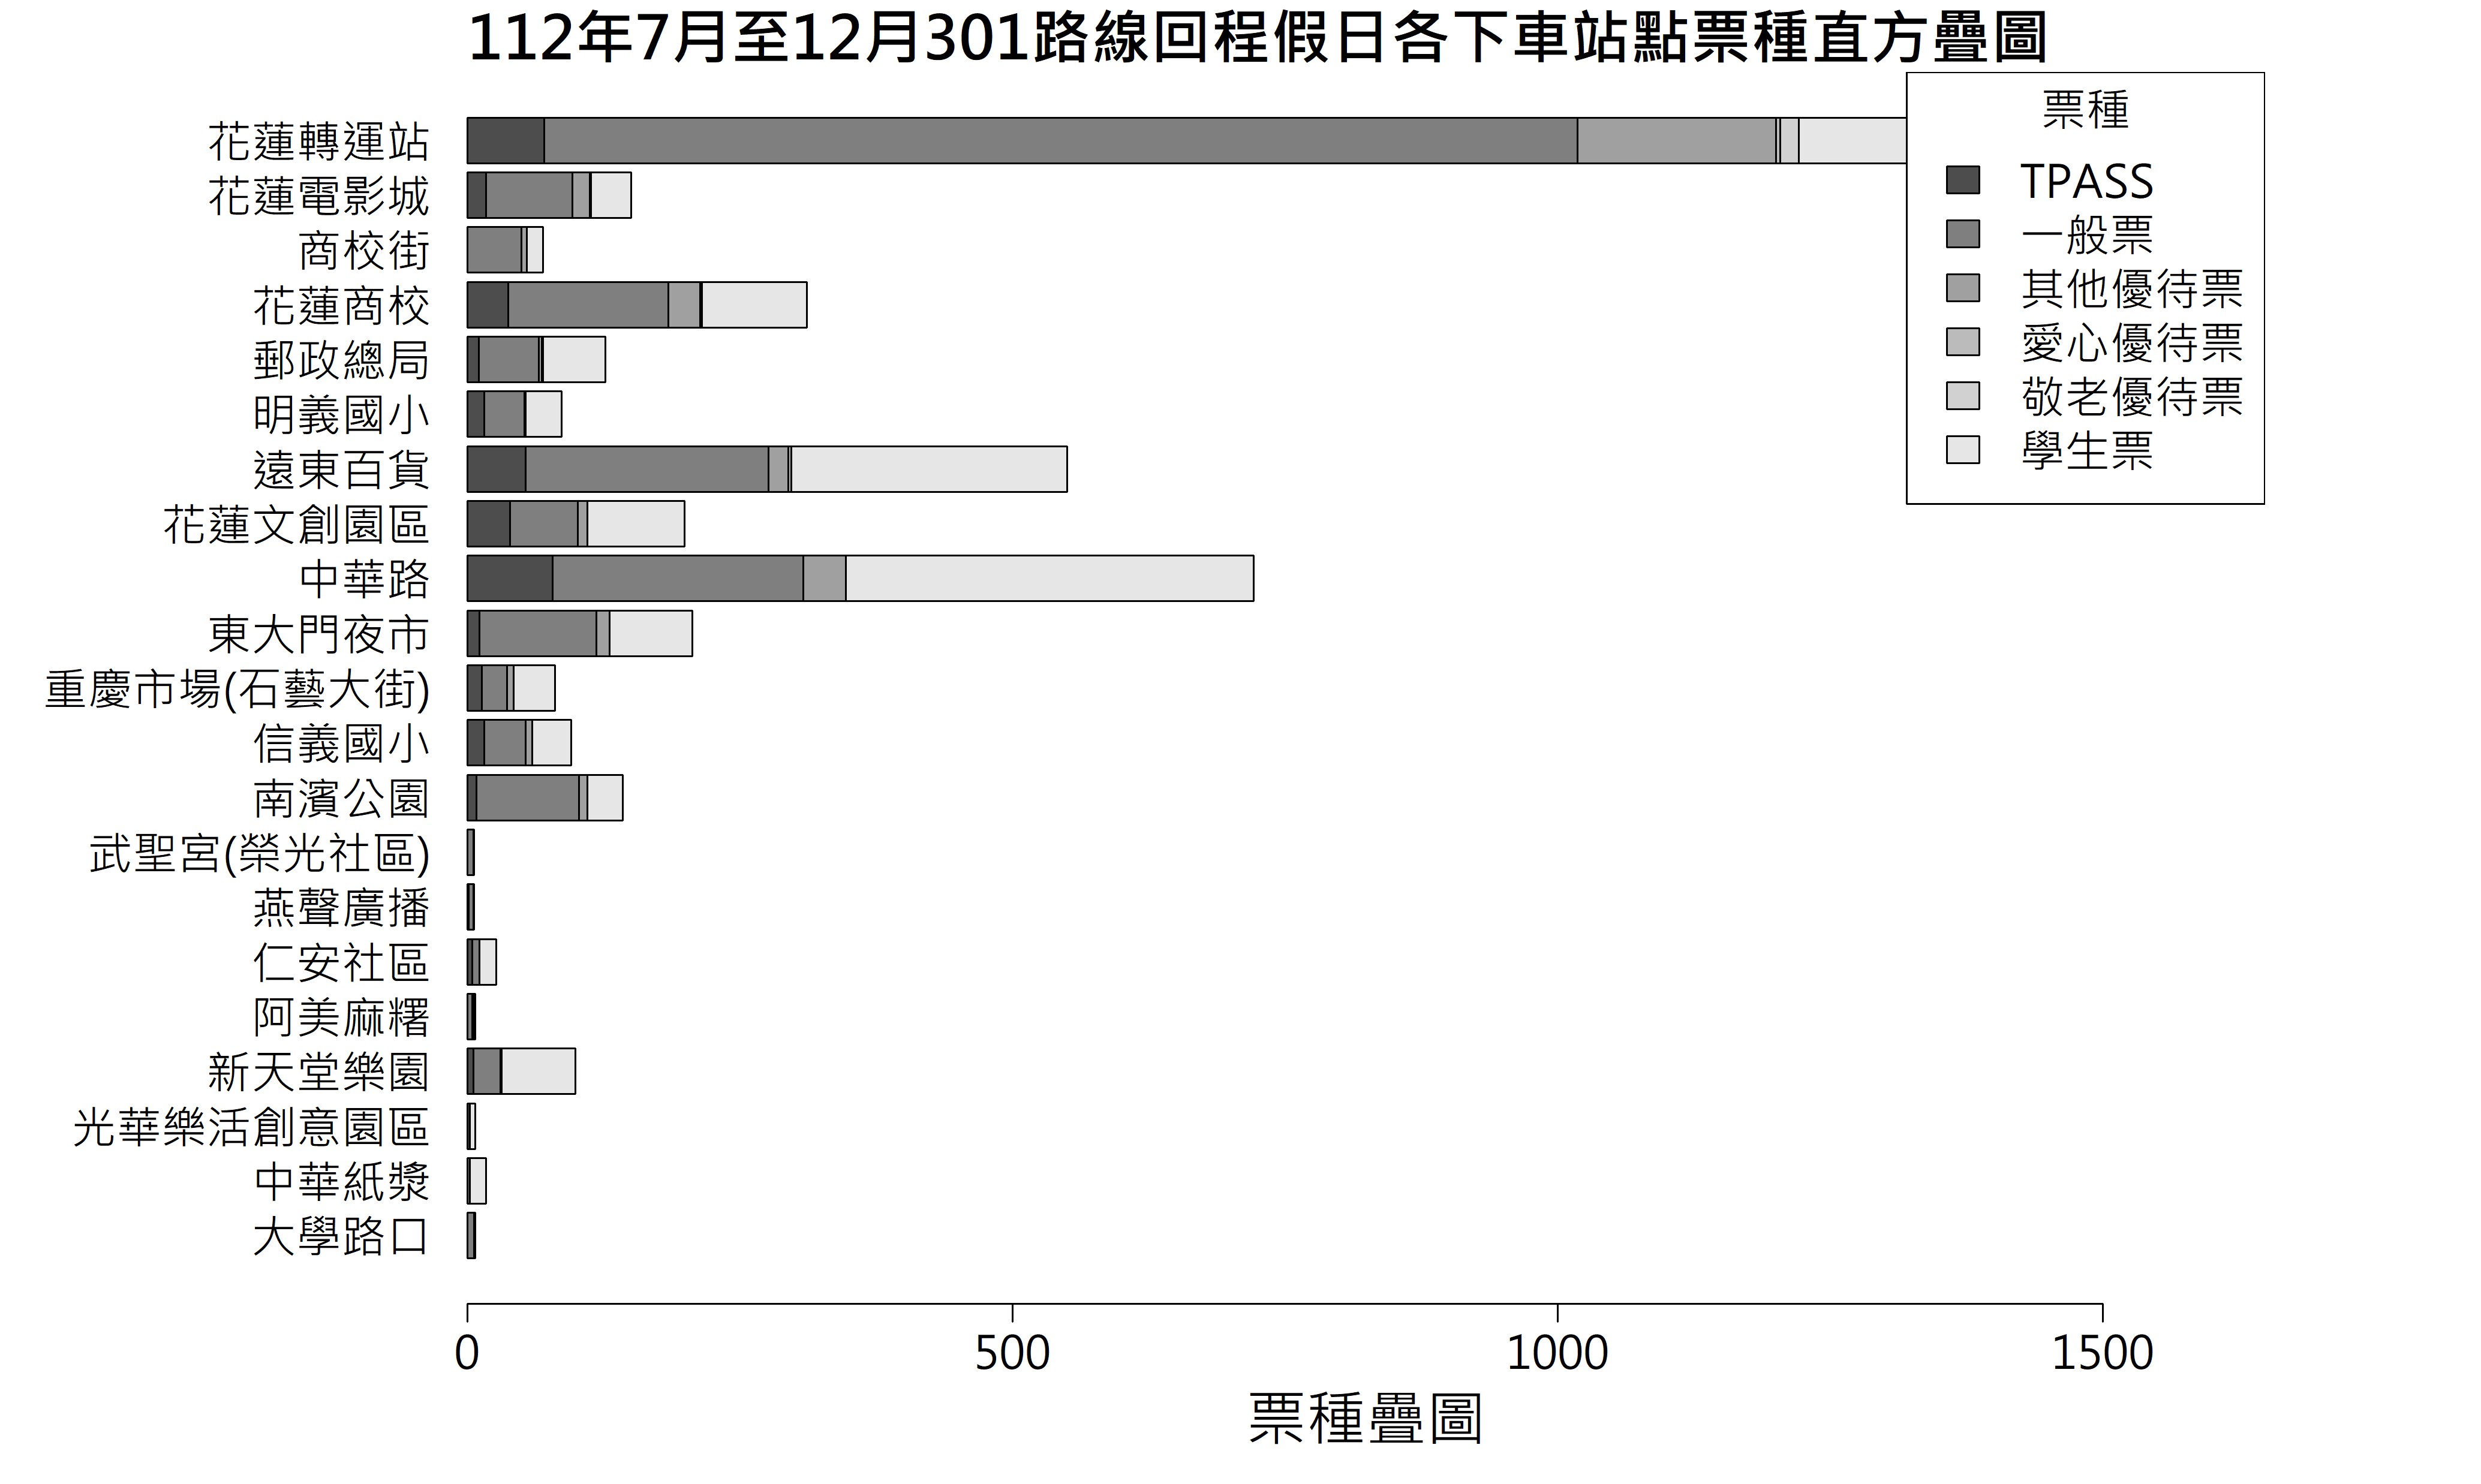 112年7月至12月301路線回程假日各下車站點票種直方疊圖
票種
TPASS
一般票
其他優待票
愛心優待票
敬老優待票
學生票
花蓮轉運站
花蓮電影城
商校街
花蓮商校
郵政總局
明義國小
遠東百貨
花蓮文創園區
中華路
東大門夜市
重慶市場(石藝大街)
信義國小
南濱公園
武聖宮(榮光社區)
燕聲廣播
仁安社區
阿美麻糬
新天堂樂園
光華樂活創意園區
中華紙漿
大學路口
0 500 1000 1500
票種疊圖